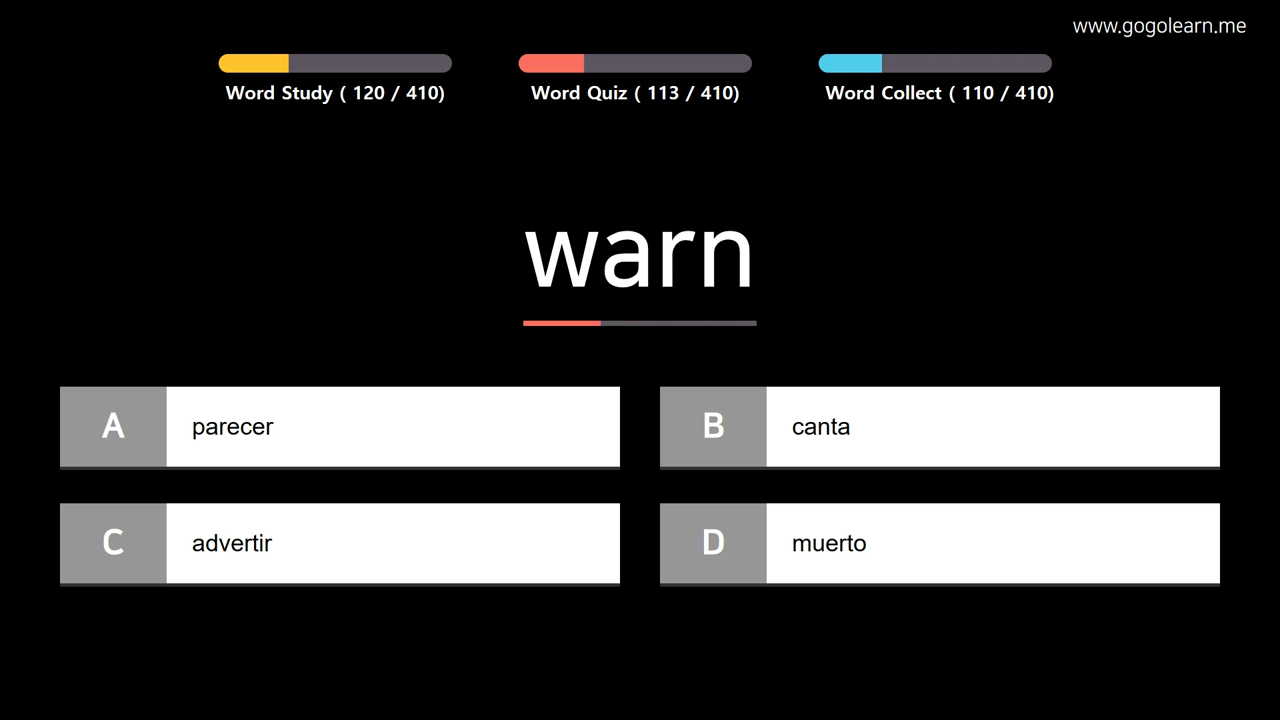 www.gogolearn.me
Word Study ( 120 / 410)
Word Quiz ( 113 / 410)
Word Collect ( 110 / 410)
warn
A parecer
B canta
C advertir
D muerto